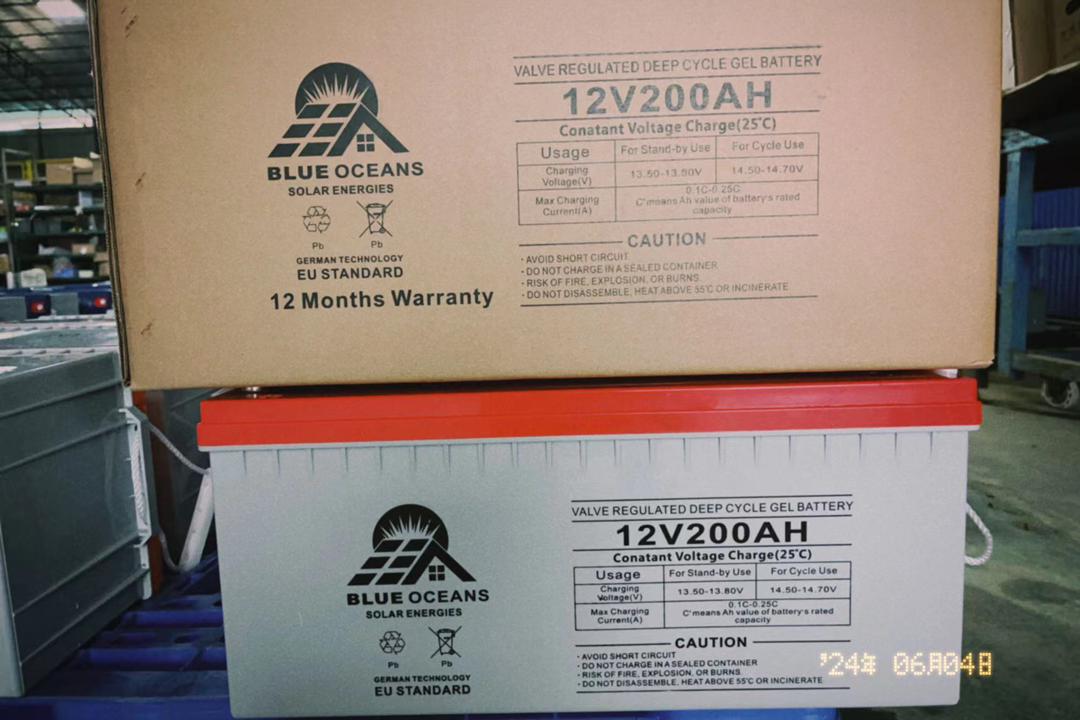 BLUE OCEANS
SOLAR ENERGIES
Pb
Pb
GERMAN TECHNOLOGY
EU STANDARD
12 Months Warranty
VALVE REGULATED DEEP CYCLE GEL BATTERY
12V200AH
Conatant Voltage Charge(25℃)
Usage For Stand-by Use For Cycle Use
Charging
Voltage(V) 13.50-13.80V 14.50-14.70V
Max Charging
Current(A)
0.1C-0.25C
C"means Ah value of battery's rated
capacity
CAUTION
· AVOID SHORT CIRCUIT
· DO NOT CHARGE IN A SEALED CONTAINER
· RISK OF FIRE, EXPLOSION, OR BURNS.
· DO NOT DISASSEMBLE, HEAT ABOVE 55℃ OR INCINERATE
BLUE OCEANS
SOLAR ENERGIES
Pb
Pb
GERMAN TECHNOLOGY
EU STANDARD
VALVE REGULATED DEEP CYCLE GEL BATTERY
12V200AH
Conatant Voltage Charge(25℃)
Usage For Stand-by Use For Cycle Use
Charging
Voltage(V) 13.50-13.80V 14.50-14.70V
Max Charging
Current(A)
0.1C-0.25C
C"means Ah value of battery's rated
capacity
CAUTION
· AVOID SHORT CIRCUIT
· DO NOT CHARGE IN A SEALED CONTAINER
· RISK OF FIRE, EXPLOSION, OR BURNS.
· DO NOT DISASSEMBLE, HEAT ABOVE 55℃ OR INCINERATE
'24年 06月04日